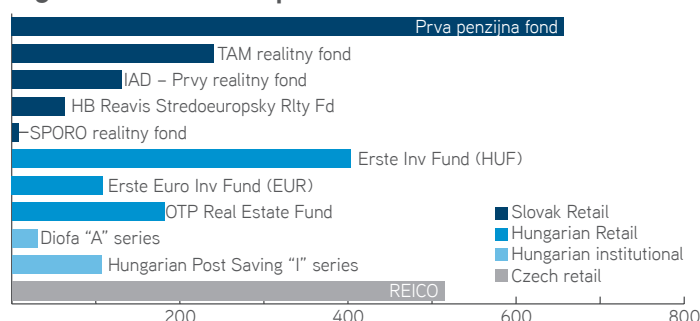 Prva penzijna fond
TAM realitny fond
IAD – Prvy realitny fond
HB Reavis Stredoeuropsky Rlty Fd
SPORO realitny fond
Erste Inv Fund (HUF)
Erste Euro Inv Fund (EUR)
OTP Real Estate Fund
Diofa “A” series
Hungarian Post Saving “I” series
REICO
Slovak Retail
Hungarian Retail
Hungarian institutional
Czech retail
200 400 600 800